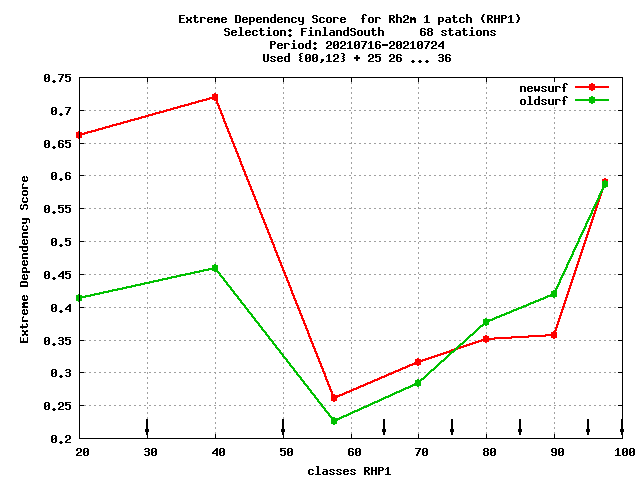 Extreme Dependency Score  for Rh2m 1 patch (RHP1)
Selection: FinlandSouth     68 stations
Period: 20210716-20210724
Used {00,12} + 25 26 ... 36
newsurf
oldsurf
0.75
0.7
0.65
0.6
0.55
0.5
0.45
0.4
0.35
0.3
0.25
0.2
Extreme Dependency Score
20 30 40 50 60 70 80 90 100
classes RHP1